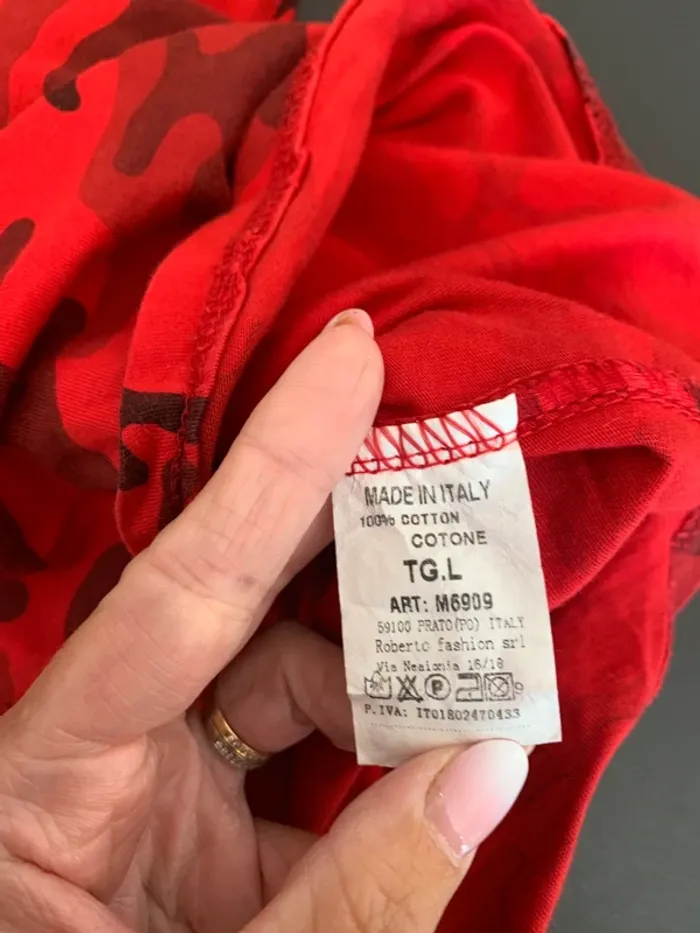 MADE IN ITALY
100% COTTON
COTONE
TG.L
ART: M6909
59100 PRATO(PO) ITALY
Roberto fashion srl
Via 16/18
P
P.IVA: IT01802470433